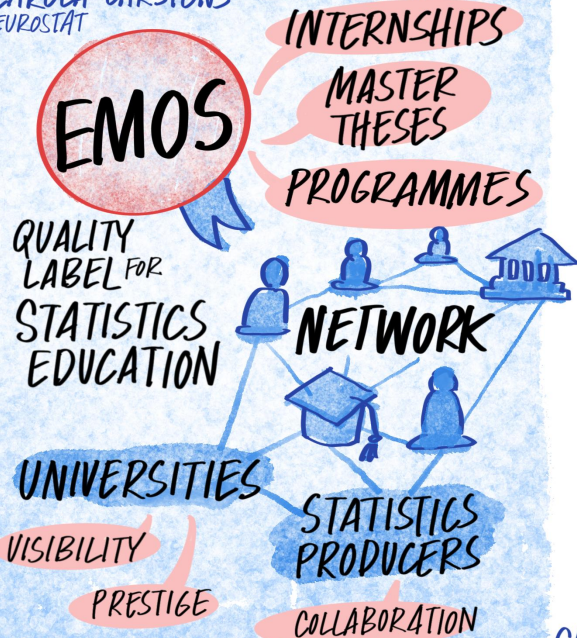 EUROSTAT
EMOS
INTERNSHIPS
MASTER
THESES
PROGRAMMES
QUALITY
LABEL FOR
STATISTICS
EDUCATION
NETWORK
UNIVERSITIES
VISIBILITY
PRESTIGE
STATISTICS
PRODUCERS
COLLABORATION